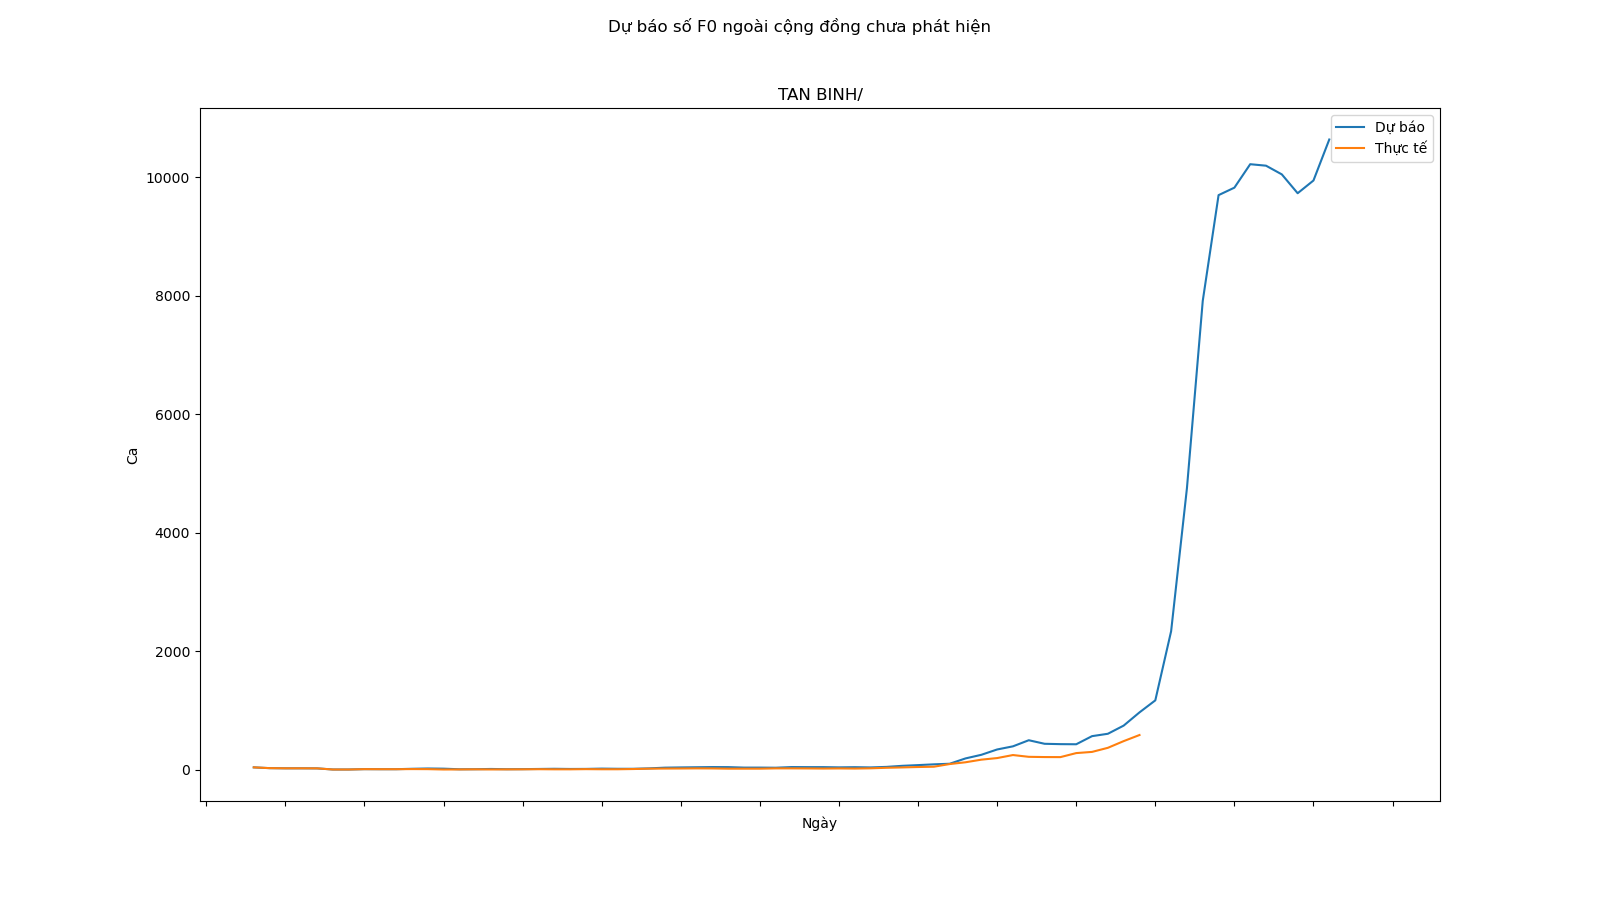 Dự báo số F0 ngoài cộng đồng chưa phát hiện
TAN BINH/
Dự báo
Thực tế
10000
8000
6000
4000
2000
0
Ca
Ngày